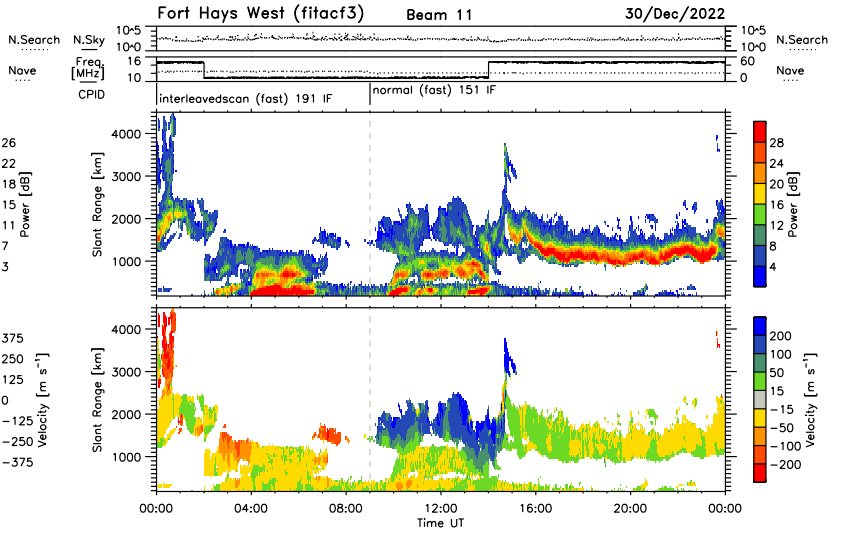 Fort Hays West (fitacf3) Beam 11 30/Dec/2022
N.Search N.Sky 10^5 10^0 10^5 10^0 N.Search
Nave Freq. [MHz] 16 10 60 0 Nave
CPID interleavedscan (fast) 191 IF normal (fast) 151 IF
Power [dB] 26 22 18 15 11 7 3
Slant Range [km] 4000 3000 2000 1000
28 24 20 16 12 8 4 Power [dB]
Velocity [m s⁻¹] 375 250 125 0 −125 −250 −375
Slant Range [km] 4000 3000 2000 1000
200 100 50 15 −15 −50 −100 −200 Velocity [m s⁻¹]
00:00 04:00 08:00 12:00 16:00 20:00 00:00
Time UT